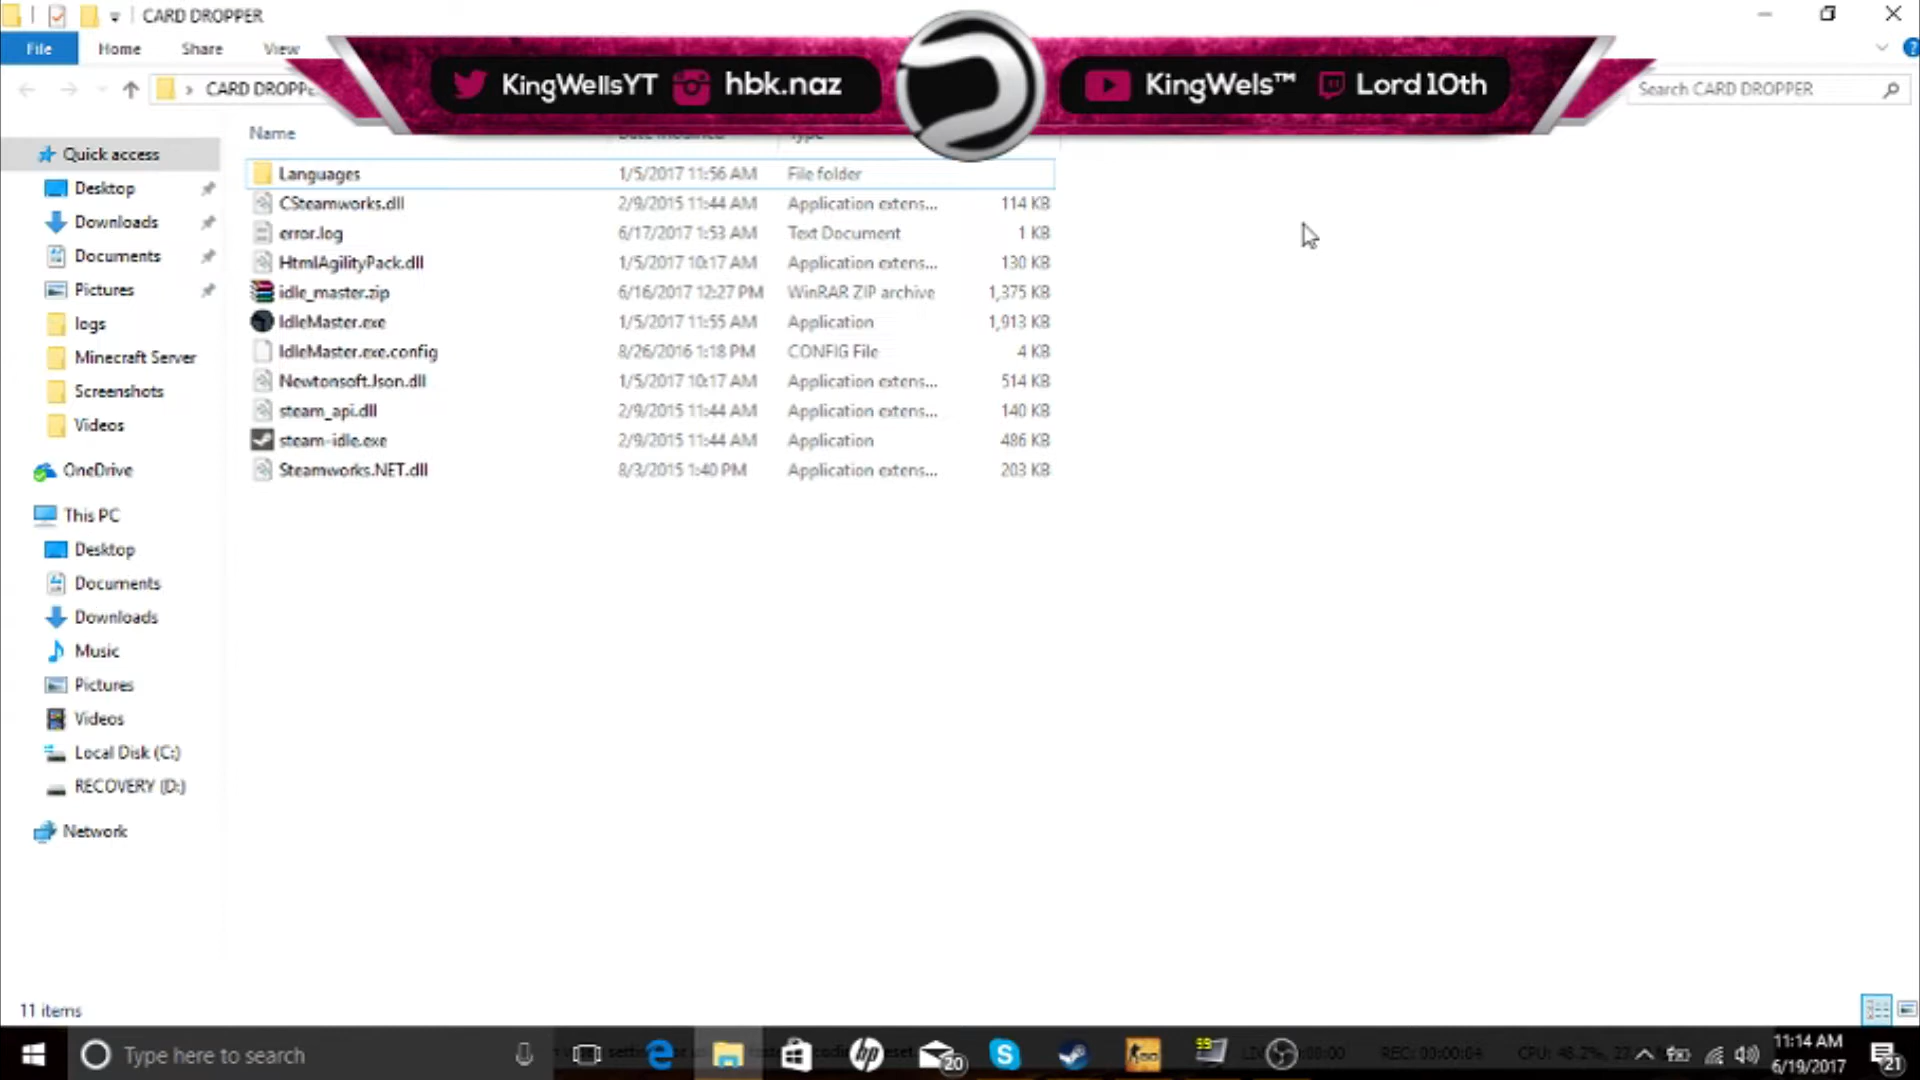 CARD DROPPER
File Home Share View
KingWellsYT hbk.naz KingWels™ Lord 10th
CARD DROPPE
Search CARD DROPPER
Name
Quick access
Desktop
Downloads
Documents
Pictures
logs
Minecraft Server
Screenshots
Videos
OneDrive
This PC
Desktop
Documents
Downloads
Music
Pictures
Videos
Local Disk (C:)
RECOVERY (D:)
Network
Languages 1/5/2017 11:56 AM File folder
CSteamworks.dll 2/9/2015 11:44 AM Application extens... 114 KB
error.log 6/17/2017 1:53 AM Text Document 1 KB
HtmlAgilityPack.dll 1/5/2017 10:17 AM Application extens... 130 KB
idle_master.zip 6/16/2017 12:27 PM WinRAR ZIP archive 1,375 KB
IdleMaster.exe 1/5/2017 11:55 AM Application 1,913 KB
IdleMaster.exe.config 8/26/2016 1:18 PM CONFIG File 4 KB
Newtonsoft.Json.dll 1/5/2017 10:17 AM Application extens... 514 KB
steam_api.dll 2/9/2015 11:44 AM Application extens... 140 KB
steam-idle.exe 2/9/2015 11:44 AM Application 486 KB
Steamworks.NET.dll 8/3/2015 1:40 PM Application extens... 203 KB
11 items
Type here to search
20
99
REC: 00:00:04
11:14 AM
6/19/2017
21